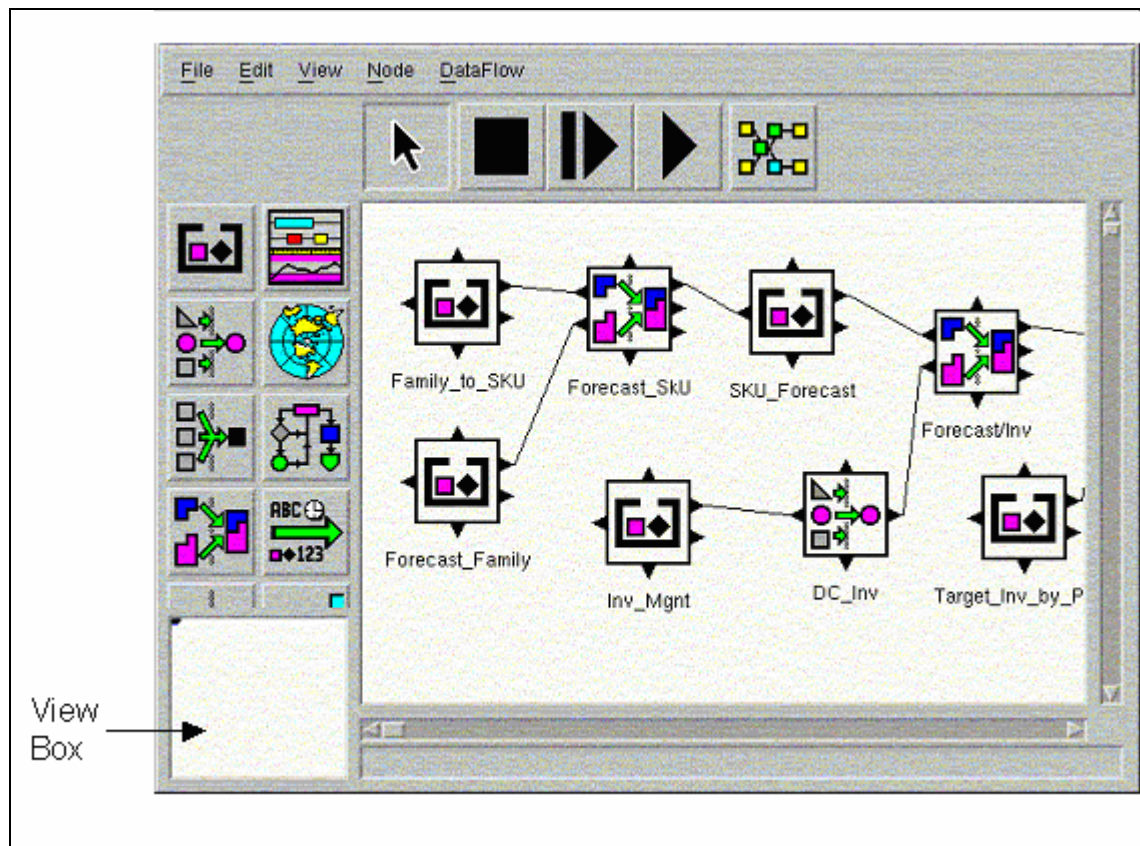 File Edit View Node DataFlow
ABC
123
Family_to_SKU
Forecast_SkU
SKU_Forecast
Forecast/Inv
Forecast_Family
Inv_Mgnt
DC_Inv
Target_Inv_by_P
View
Box